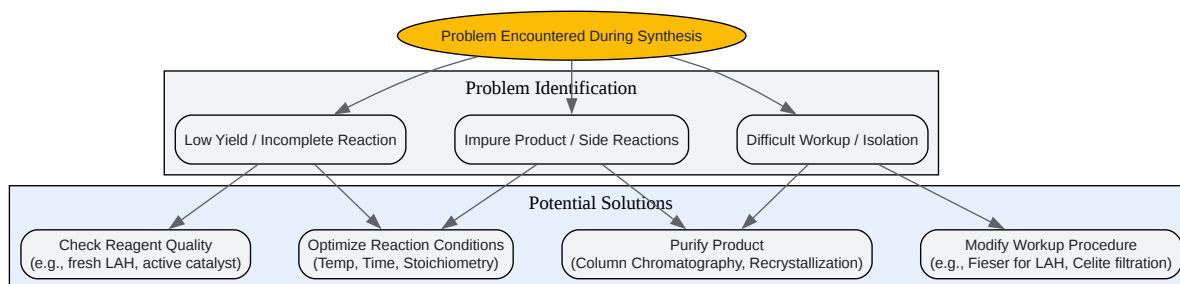 Problem Encountered During Synthesis
Problem Identification
Low Yield / Incomplete Reaction
Impure Product / Side Reactions
Difficult Workup / Isolation
Potential Solutions
Check Reagent Quality
(e.g., fresh LAH, active catalyst)
Optimize Reaction Conditions
(Temp, Time, Stoichiometry)
Purify Product
(Column Chromatography, Recrystallization)
Modify Workup Procedure
(e.g., Fieser for LAH, Celite filtration)